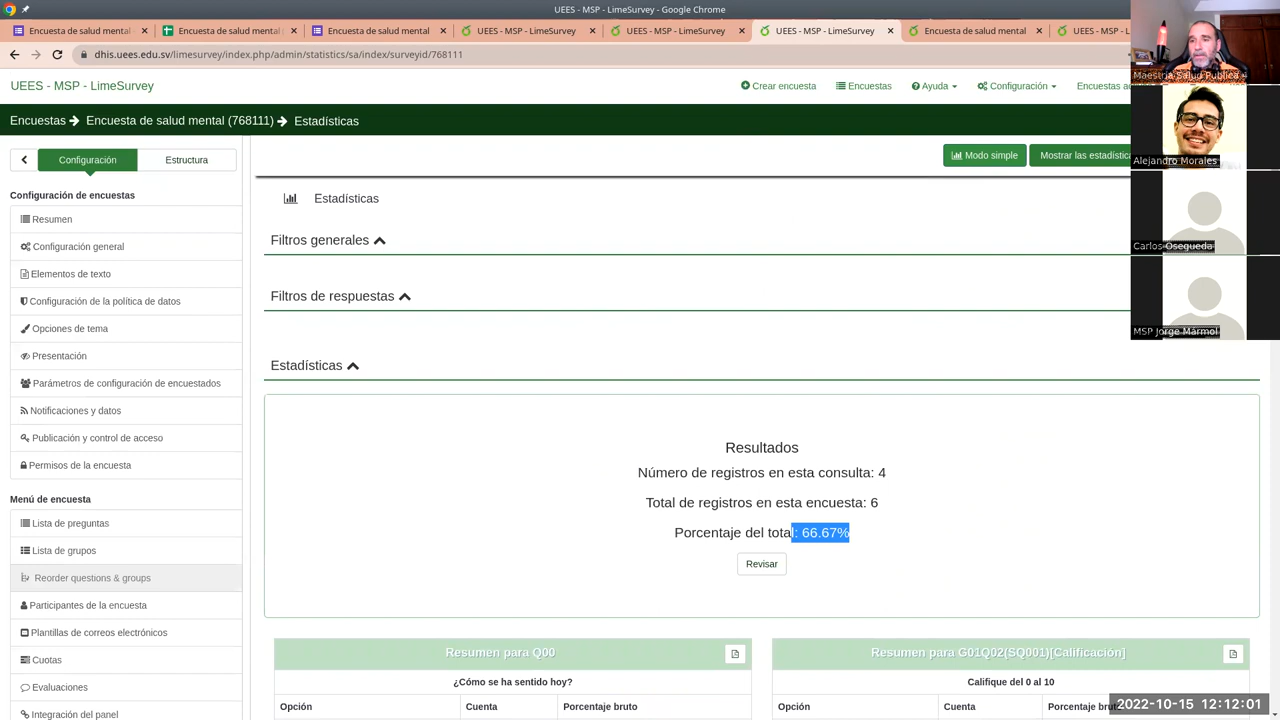 UEES - MSP - LimeSurvey - Google Chrome
Encuesta de salud mental
Encuesta de salud mental
Encuesta de salud mental
UEES - MSP - LimeSurvey
UEES - MSP - LimeSurvey
UEES - MSP - LimeSurvey
Encuesta de salud mental
UEES - MSP - L
dhis.uees.edu.sv/limesurvey/index.php/admin/statistics/sa/index/surveyid/768111
Maestría Salud Publica
UEES - MSP - LimeSurvey
Crear encuesta
Encuestas
Ayuda
Configuración
Encuestas
Encuestas
Encuesta de salud mental (768111)
Estadísticas
Configuración
Estructura
Modo simple
Mostrar las estadística
Alejandro Morales
Configuración de encuestas
Resumen
Configuración general
Elementos de texto
Configuración de la política de datos
Opciones de tema
Presentación
Parámetros de configuración de encuestados
Notificaciones y datos
Publicación y control de acceso
Permisos de la encuesta
Menú de encuesta
Lista de preguntas
Lista de grupos
Reorder questions & groups
Participantes de la encuesta
Plantillas de correos electrónicos
Cuotas
Evaluaciones
Integración del panel
Estadísticas
Filtros generales
Carlos Osegueda
Filtros de respuestas
MSP Jorge Mármol
Estadísticas
Resultados
Número de registros en esta consulta: 4
Total de registros en esta encuesta: 6
Porcentaje del total: 66.67%
Revisar
Resumen para Q00
¿Cómo se ha sentido hoy?
Opción Cuenta Porcentaje bruto
Resumen para G01Q02(SQ001)[Calificación]
Califique del 0 al 10
Opción Cuenta Porcentaje bruto
2022-10-15 12:12:01